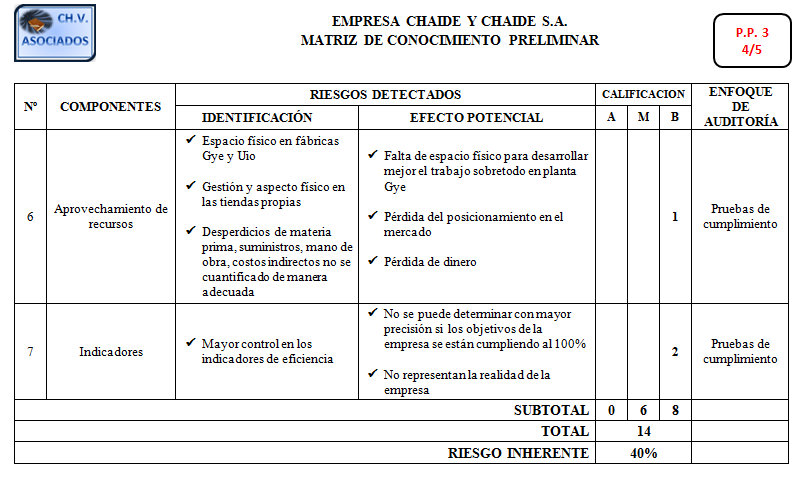 CH.V.
ASOCIADOS
EMPRESA CHAIDE Y CHAIDE S.A.
MATRIZ DE CONOCIMIENTO PRELIMINAR
P.P. 3
4/5
Nº
COMPONENTES
RIESGOS DETECTADOS
CALIFICACION
ENFOQUE
DE
AUDITORÍA
IDENTIFICACIÓN
EFECTO POTENCIAL
A
M
B
6
Aprovechamiento de
recursos
✓ Espacio físico en fábricas
Gye y Uio
✓ Gestión y aspecto físico en
las tiendas propias
✓ Desperdicios de materia
prima, suministros, mano de
obra, costos indirectos no se
cuantificado de manera
adecuada
✓ Falta de espacio físico para desarrollar
mejor el trabajo sobretodo en planta
Gye
✓ Pérdida del posicionamiento en el
mercado
✓ Pérdida de dinero
1
Pruebas de
cumplimiento
7
Indicadores
✓ Mayor control en los
indicadores de eficiencia
✓ No se puede determinar con mayor
precisión si los objetivos de la
empresa se están cumpliendo al 100%
✓ No representan la realidad de la
empresa
2
Pruebas de
cumplimiento
SUBTOTAL 0 6 8
TOTAL 14
RIESGO INHERENTE 40%